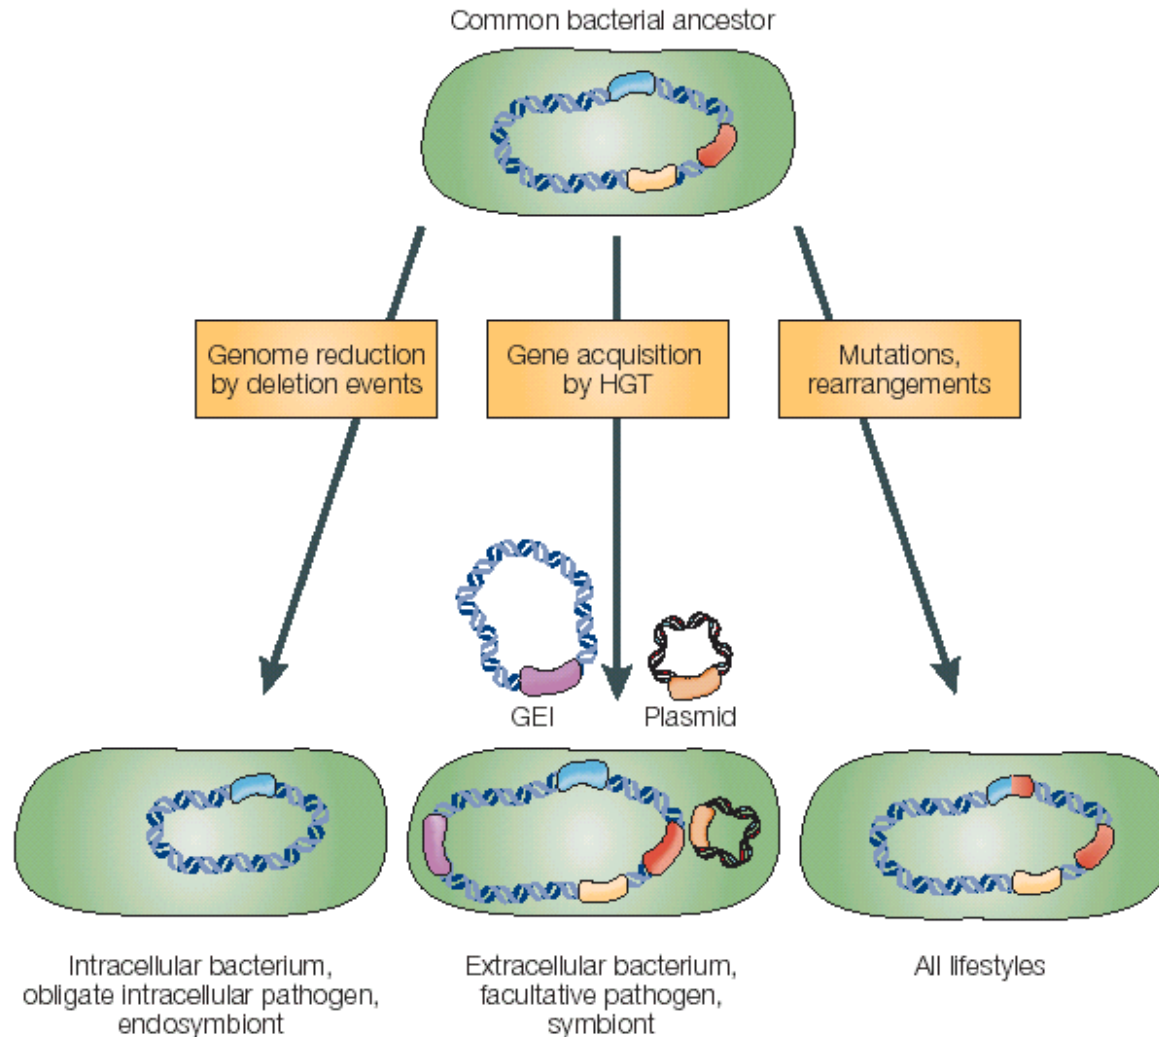 Common bacterial ancestor
Genome reduction
by deletion events
Gene acquisition
by HGT
Mutations,
rearrangements
GEI
Plasmid
Intracellular bacterium,
obligate intracellular pathogen,
endosymbiont
Extracellular bacterium,
facultative pathogen,
symbiont
All lifestyles